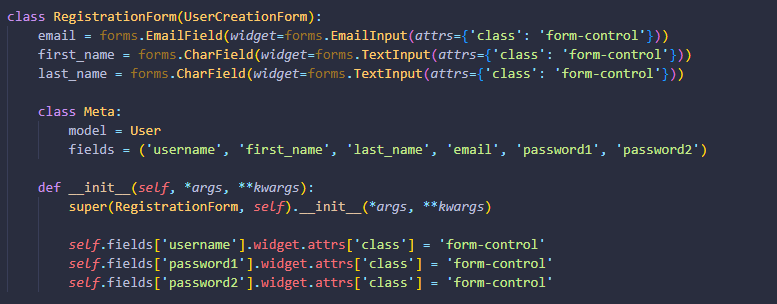 class RegistrationForm(UserCreationForm):
    email = forms.EmailField(widget=forms.EmailInput(attrs={'class': 'form-control'}))
    first_name = forms.CharField(widget=forms.TextInput(attrs={'class': 'form-control'}))
    last_name = forms.CharField(widget=forms.TextInput(attrs={'class': 'form-control'}))

    class Meta:
        model = User
        fields = ('username', 'first_name', 'last_name', 'email', 'password1', 'password2')

    def __init__(self, *args, **kwargs):
        super(RegistrationForm, self).__init__(*args, **kwargs)

        self.fields['username'].widget.attrs['class'] = 'form-control'
        self.fields['password1'].widget.attrs['class'] = 'form-control'
        self.fields['password2'].widget.attrs['class'] = 'form-control'